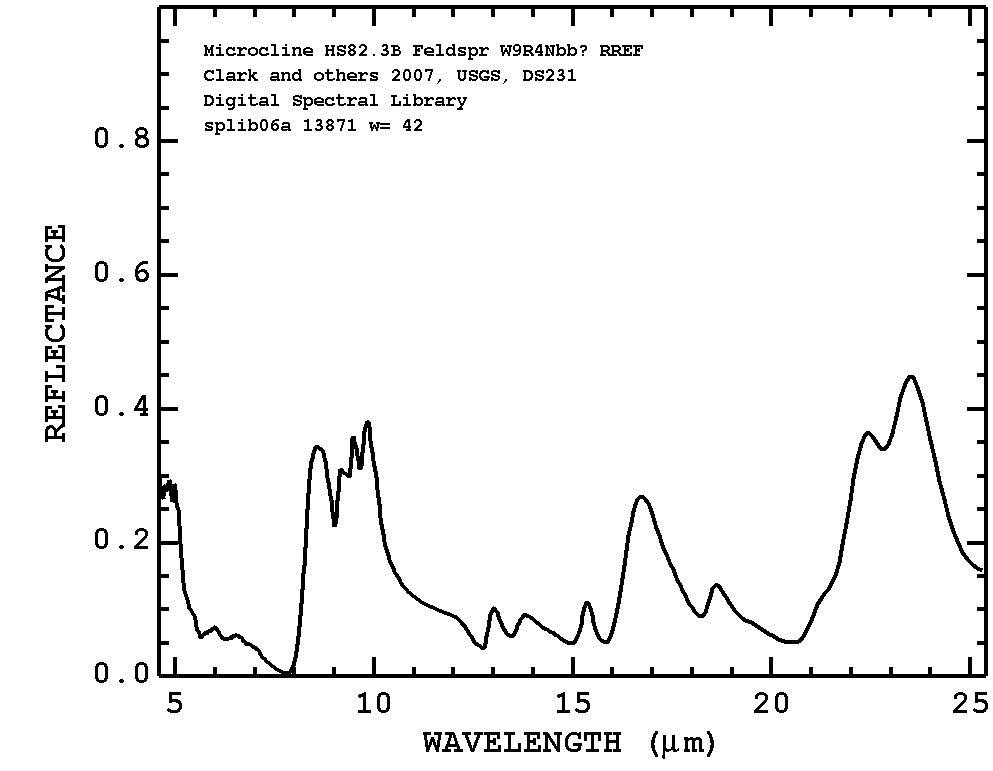 Microcline HS82.3B Feldspr W9R4Nbb? RREF
Clark and others 2007, USGS, DS231
Digital Spectral Library
splib06a 13871 w= 42
REFLECTANCE
0.8
0.6
0.4
0.2
0.0
5 10 15 20 25
WAVELENGTH (μm)